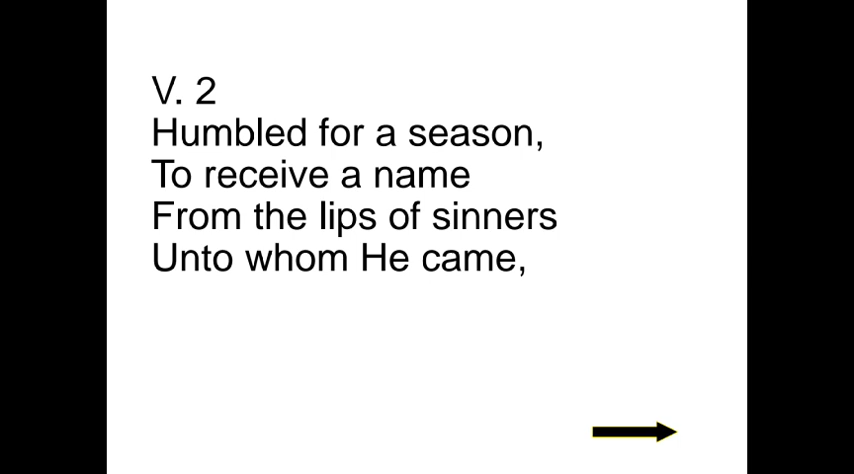 V. 2
Humbled for a season,
To receive a name
From the lips of sinners
Unto whom He came,